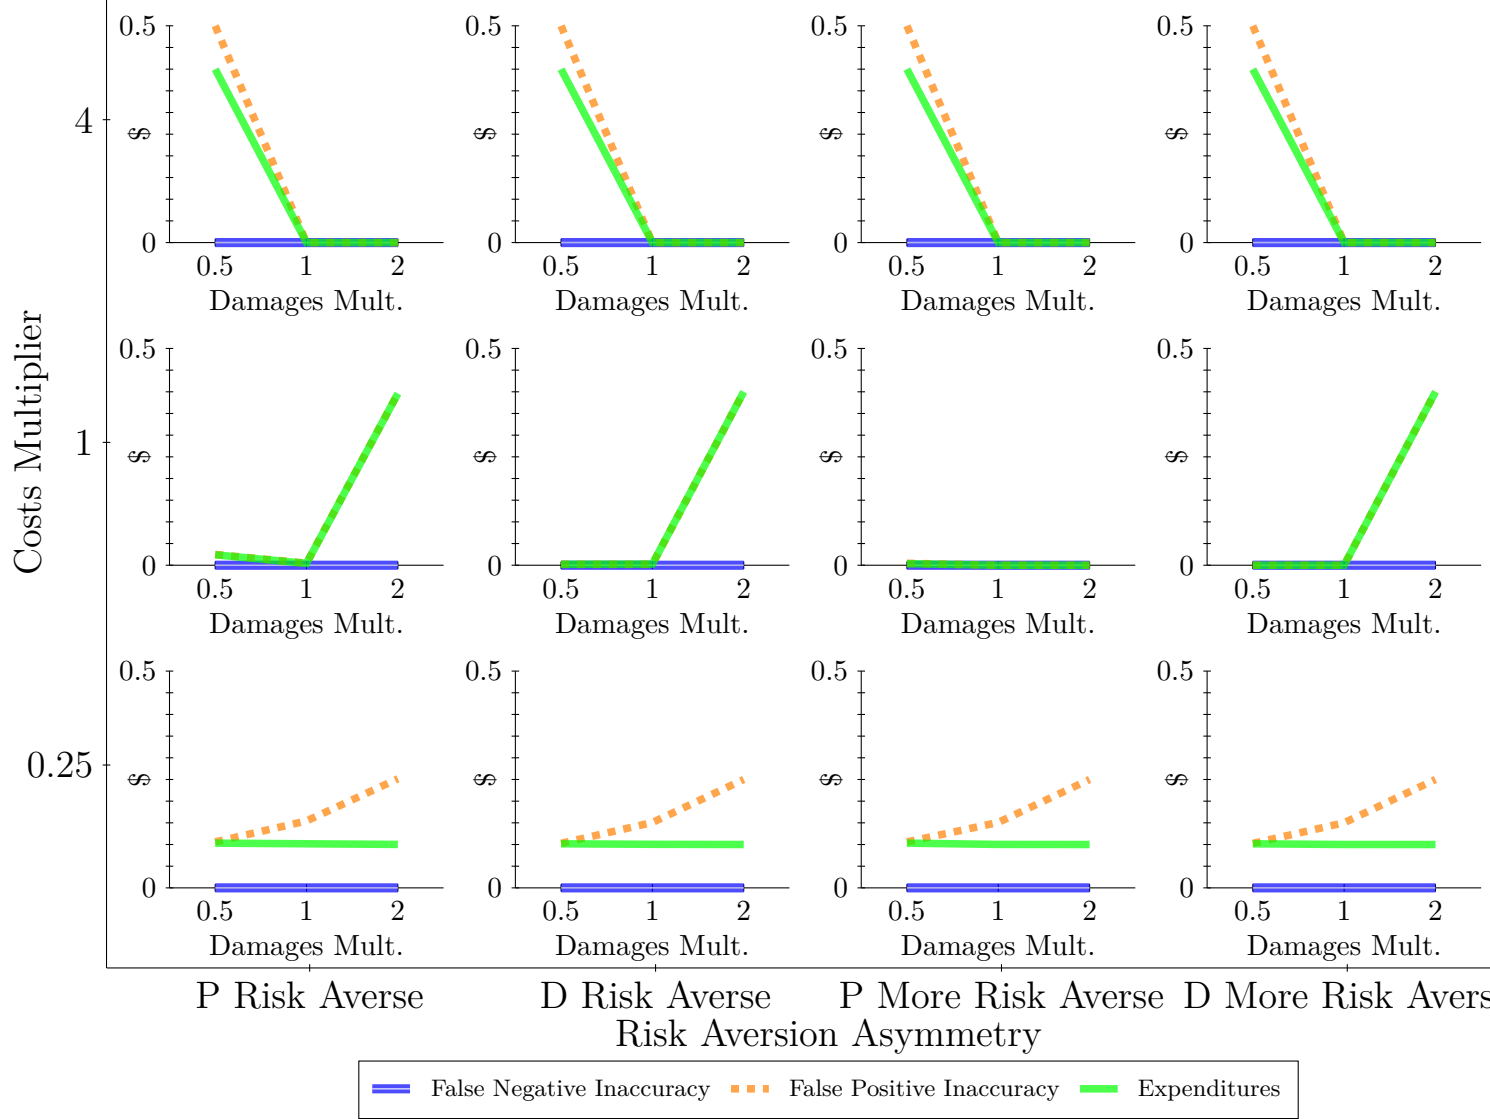 Costs Multiplier
4
$
0.5
0
0.5 1 2
Damages Mult.
$
0.5
0
0.5 1 2
Damages Mult.
$
0.5
0
0.5 1 2
Damages Mult.
$
0.5
0
0.5 1 2
Damages Mult.
1
$
0.5
0
0.5 1 2
Damages Mult.
$
0.5
0
0.5 1 2
Damages Mult.
$
0.5
0
0.5 1 2
Damages Mult.
$
0.5
0
0.5 1 2
Damages Mult.
0.25
$
0.5
0
0.5 1 2
Damages Mult.
$
0.5
0
0.5 1 2
Damages Mult.
$
0.5
0
0.5 1 2
Damages Mult.
$
0.5
0
0.5 1 2
Damages Mult.
P Risk Averse D Risk Averse P More Risk Averse D More Risk Avers
Risk Aversion Asymmetry
False Negative Inaccuracy False Positive Inaccuracy Expenditures